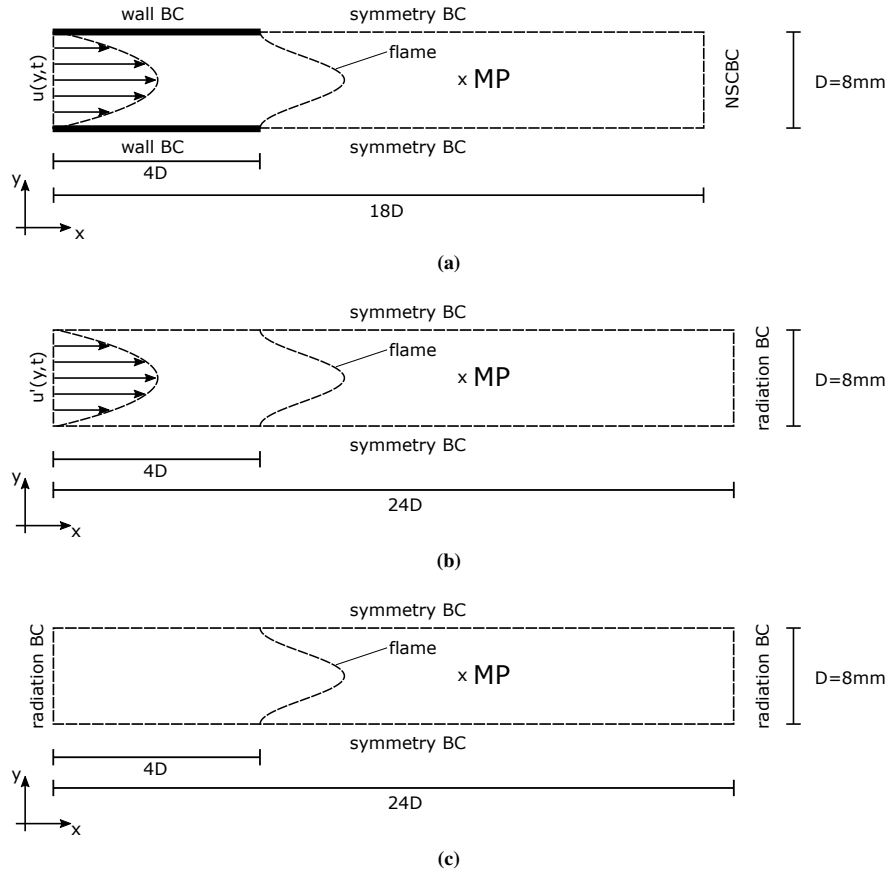 wall BC
symmetry BC
u(y,t)
flame
x MP
NSCBC
D=8mm
wall BC
symmetry BC
4D
y
x
18D
(a)
symmetry BC
u'(y,t)
flame
x MP
radiation BC
D=8mm
symmetry BC
4D
y
x
24D
(b)
symmetry BC
radiation BC
flame
x MP
radiation BC
D=8mm
symmetry BC
4D
y
x
24D
(c)